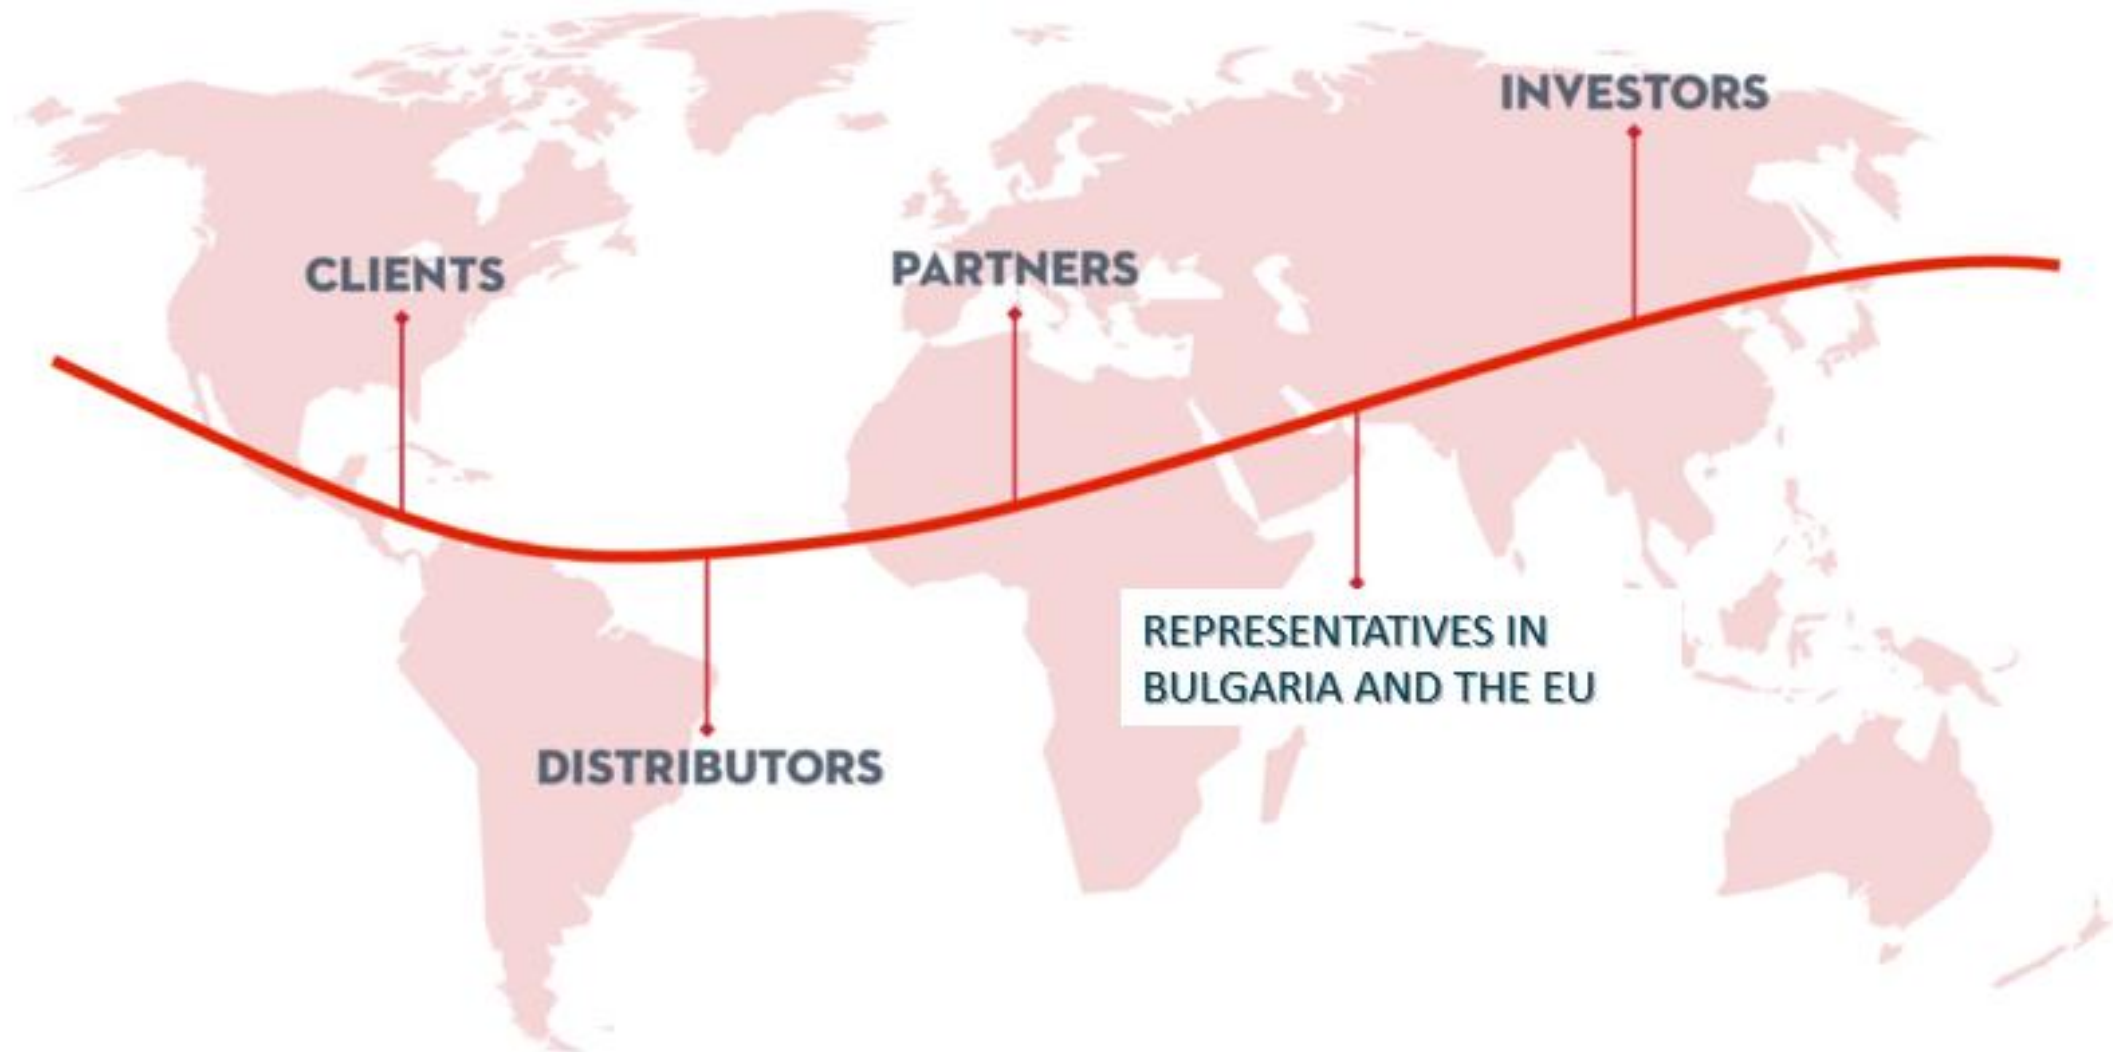 INVESTORS
CLIENTS
PARTNERS
REPRESENTATIVES IN
BULGARIA AND THE EU
DISTRIBUTORS